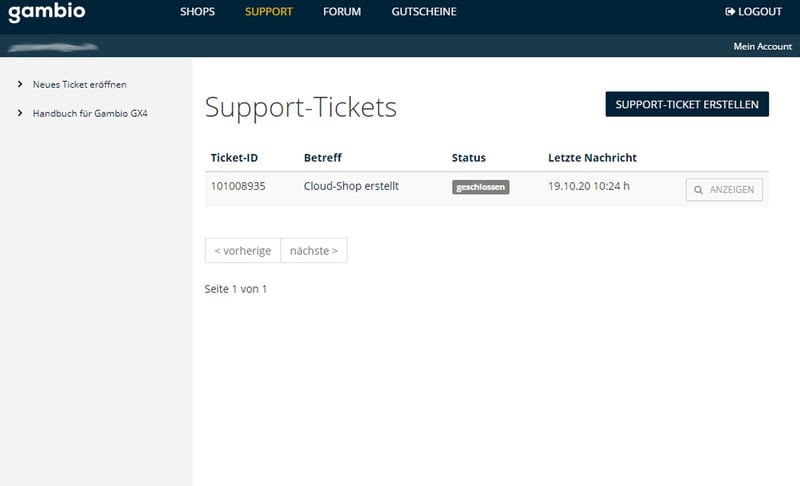 gambio SHOPS SUPPORT FORUM GUTSCHEINE LOGOUT
Mein Account
Neues Ticket eröffnen
Handbuch für Gambio GX4
Support-Tickets
SUPPORT-TICKET ERSTELLEN
Ticket-ID Betreff Status Letzte Nachricht
101008935 Cloud-Shop erstellt geschlossen 19.10.20 10:24 h ANZEIGEN
< vorherige nächste >
Seite 1 von 1